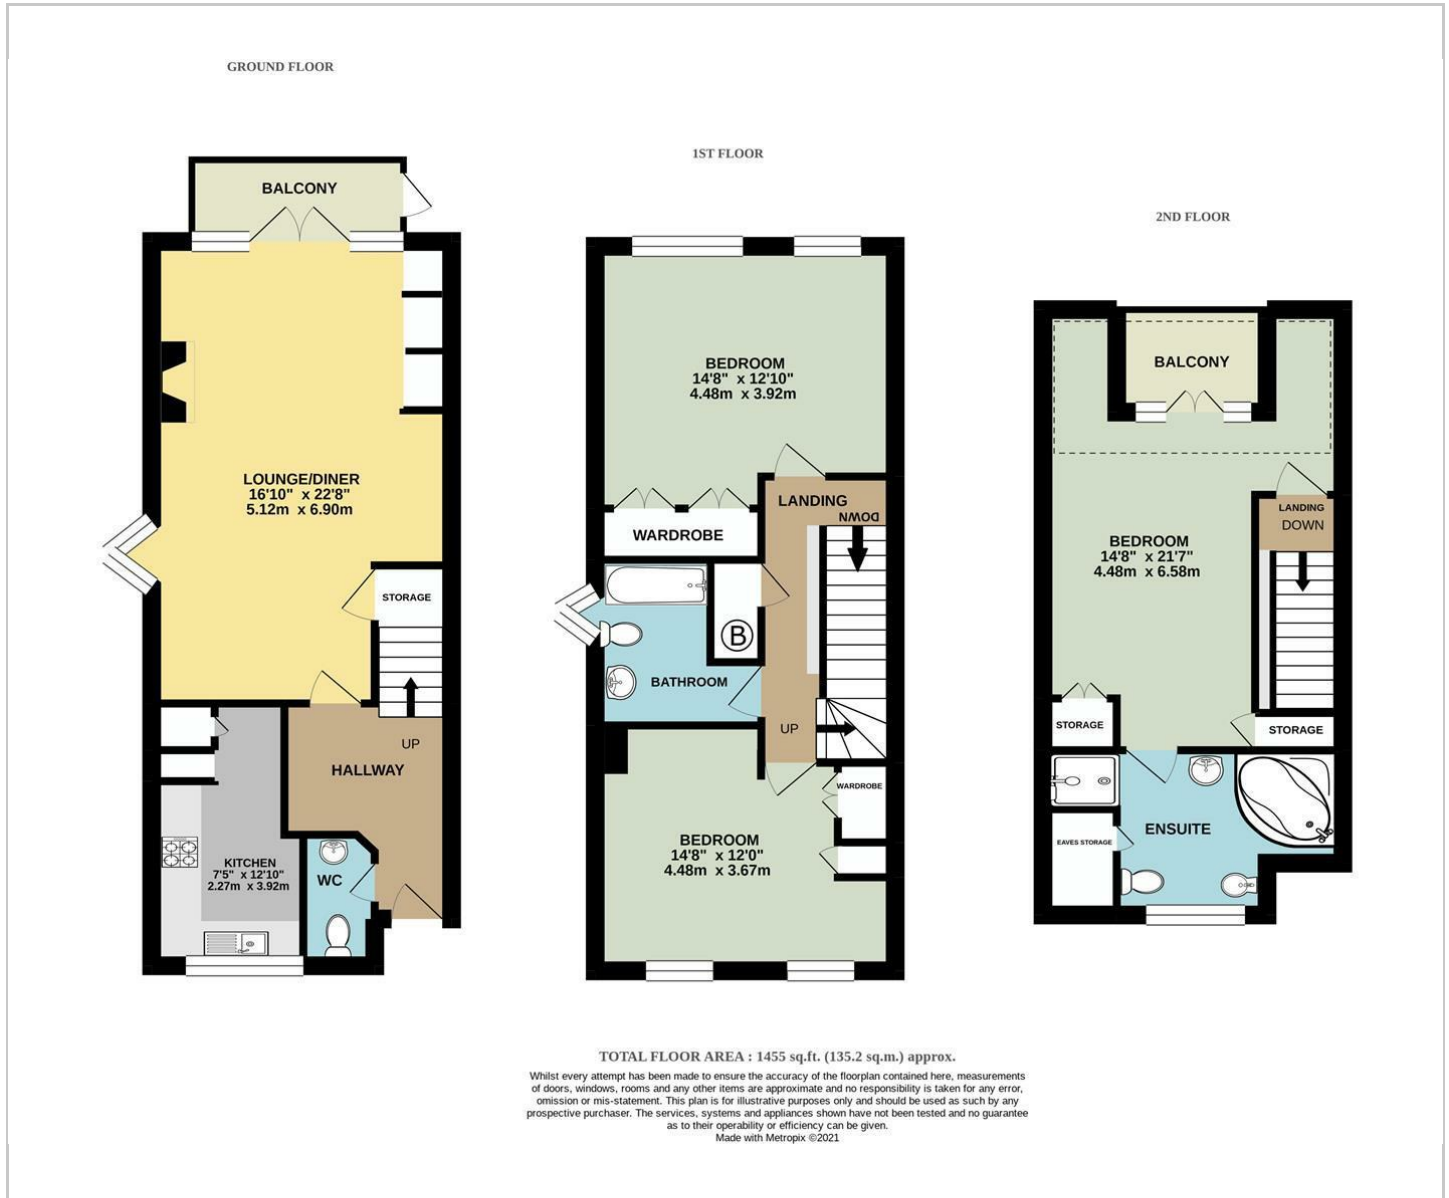 GROUND FLOOR
BALCONY
LOUNGE/DINER
16'10" x 22'8"
5.12m x 6.90m
STORAGE
UP
HALLWAY
KITCHEN
7'5" x 12'10"
2.27m x 3.92m
WC
1ST FLOOR
BEDROOM
14'8" x 12'10"
4.48m x 3.92m
LANDING
DOWN
WARDROBE
B
BATHROOM
UP
WARDROBE
BEDROOM
14'8" x 12'0"
4.48m x 3.67m
2ND FLOOR
BALCONY
LANDING
DOWN
BEDROOM
14'8" x 21'7"
4.48m x 6.58m
STORAGE
STORAGE
ENSUITE
EAVES STORAGE
TOTAL FLOOR AREA : 1455 sq.ft. (135.2 sq.m.) approx.
Whilst every attempt has been made to ensure the accuracy of the floorplan contained here, measurements
of doors, windows, rooms and any other items are approximate and no responsibility is taken for any error,
omission or mis-statement. This plan is for illustrative purposes only and should be used as such by any
prospective purchaser. The services, systems and appliances shown have not been tested and no guarantee
as to their operability or efficiency can be given.
Made with Metropix ©2021